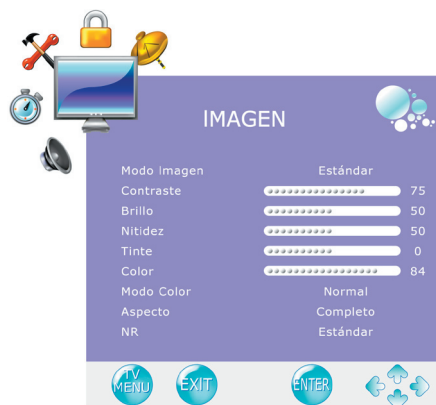 IMAGEN
Modo Imagen Estándar
Contraste 75
Brillo 50
Nitidez 50
Tinte 0
Color 84
Modo Color Normal
Aspecto Completo
NR Estándar
TV MENU EXIT ENTER